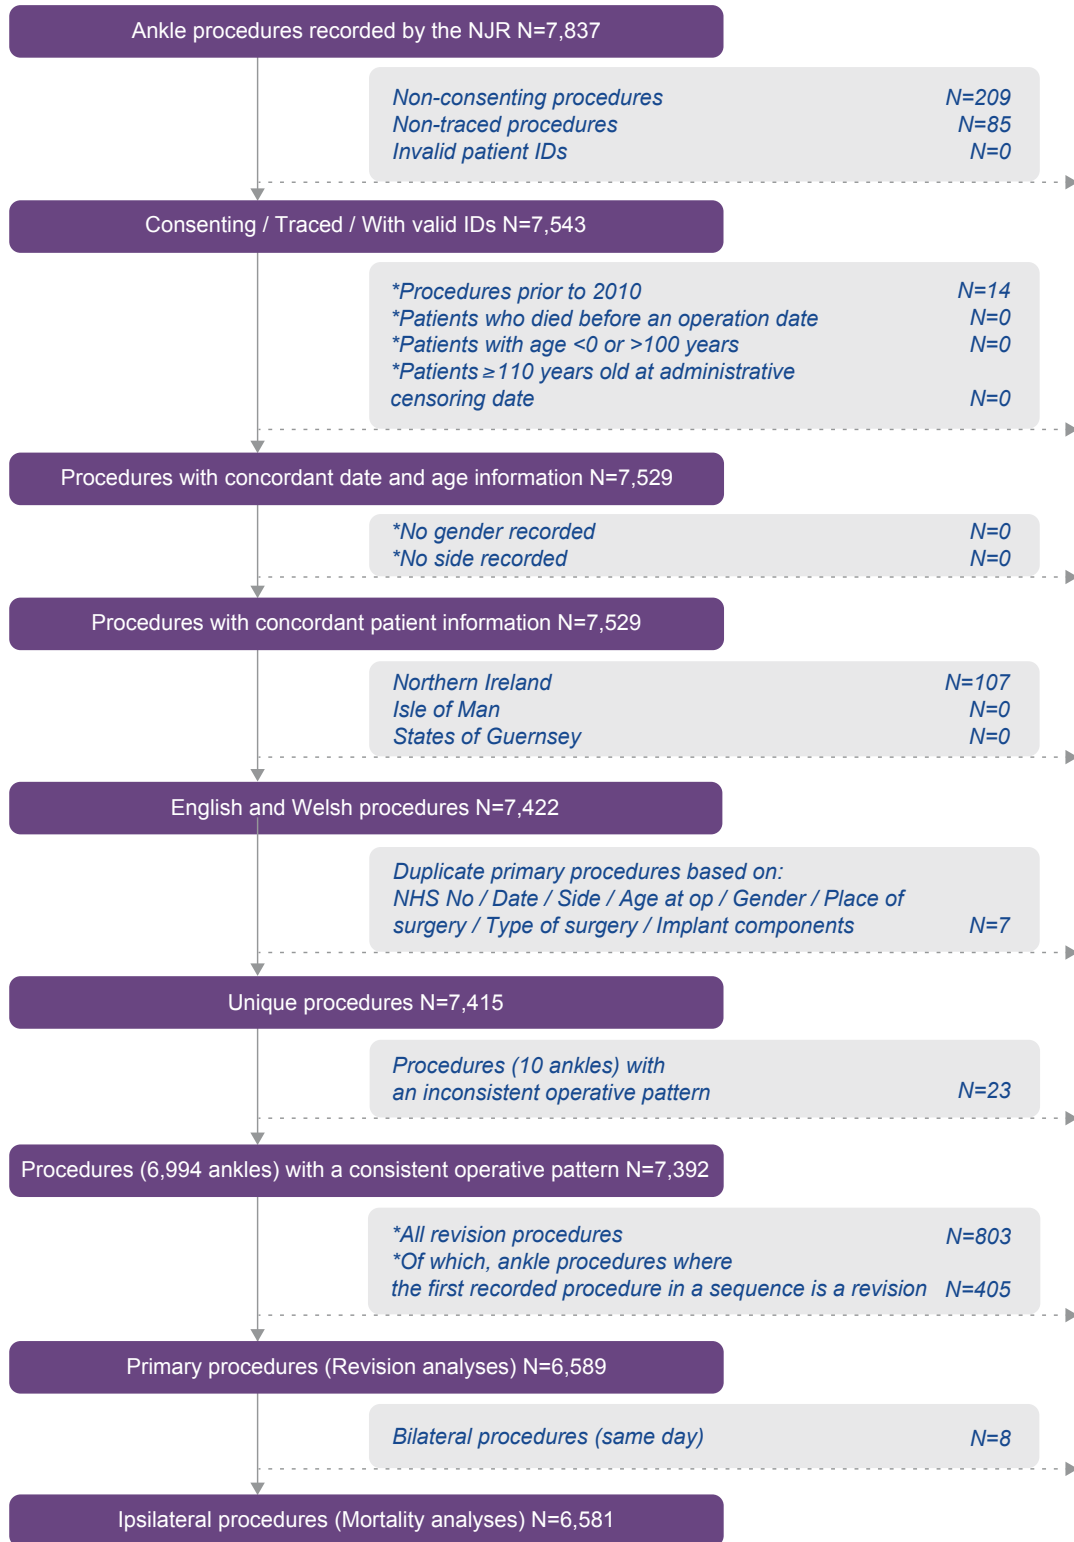 Ankle procedures recorded by the NJR N=7,837
Non-consenting procedures N=209
Non-traced procedures N=85
Invalid patient IDs N=0
Consenting / Traced / With valid IDs N=7,543
*Procedures prior to 2010 N=14
*Patients who died before an operation date N=0
*Patients with age <0 or >100 years N=0
*Patients ≥110 years old at administrative
censoring date N=0
Procedures with concordant date and age information N=7,529
*No gender recorded N=0
*No side recorded N=0
Procedures with concordant patient information N=7,529
Northern Ireland N=107
Isle of Man N=0
States of Guernsey N=0
English and Welsh procedures N=7,422
Duplicate primary procedures based on:
NHS No / Date / Side / Age at op / Gender / Place of
surgery / Type of surgery / Implant components N=7
Unique procedures N=7,415
Procedures (10 ankles) with
an inconsistent operative pattern N=23
Procedures (6,994 ankles) with a consistent operative pattern N=7,392
*All revision procedures N=803
*Of which, ankle procedures where
the first recorded procedure in a sequence is a revision N=405
Primary procedures (Revision analyses) N=6,589
Bilateral procedures (same day) N=8
Ipsilateral procedures (Mortality analyses) N=6,581